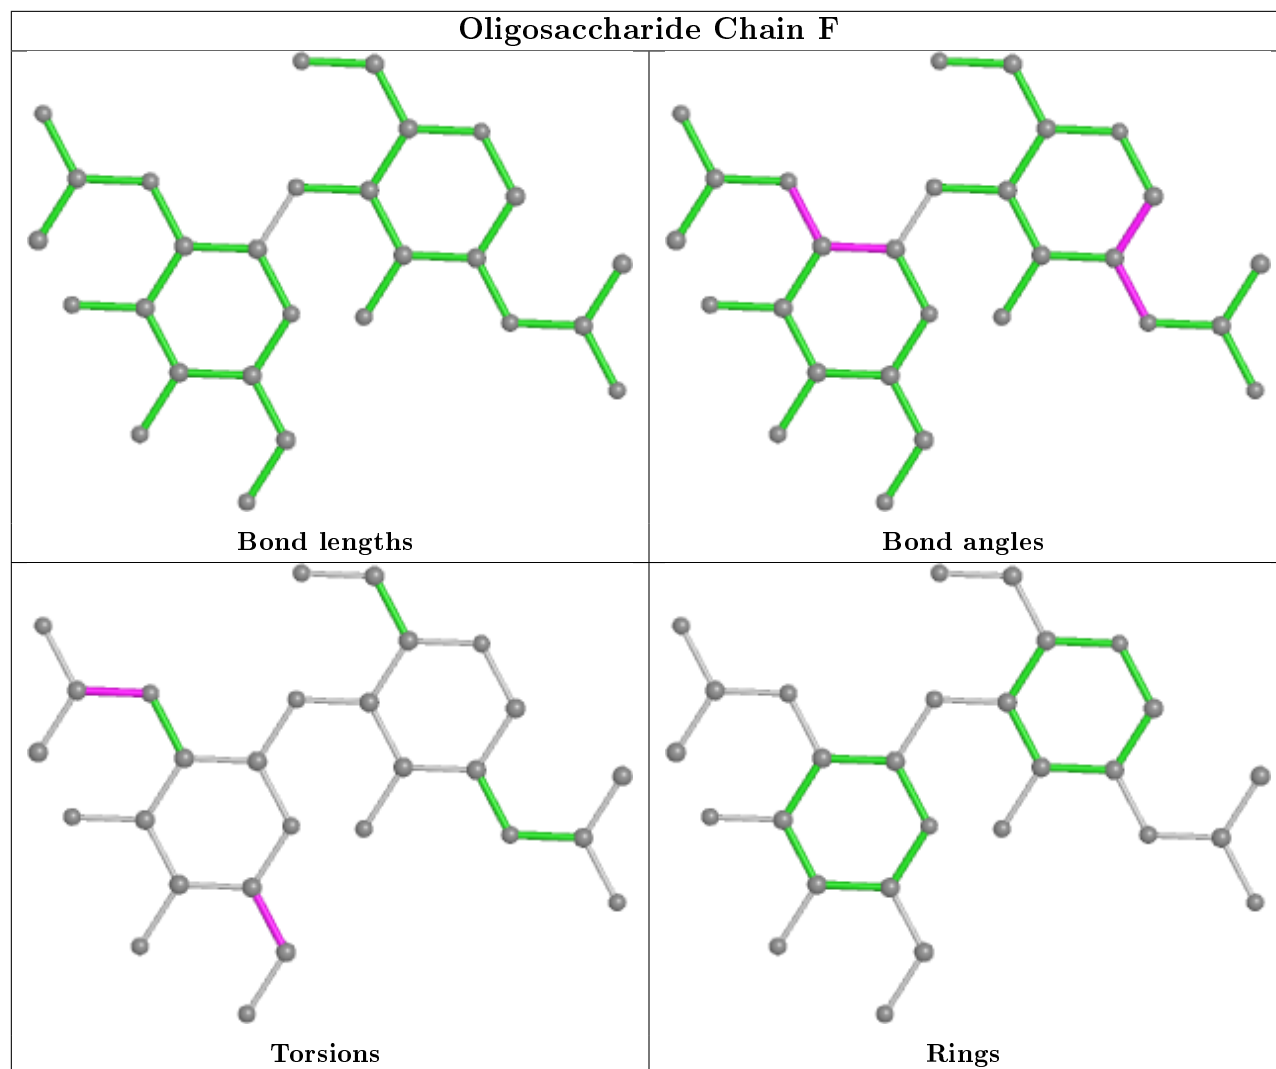 Oligosaccharide Chain F
Bond lengths
Bond angles
Torsions
Rings